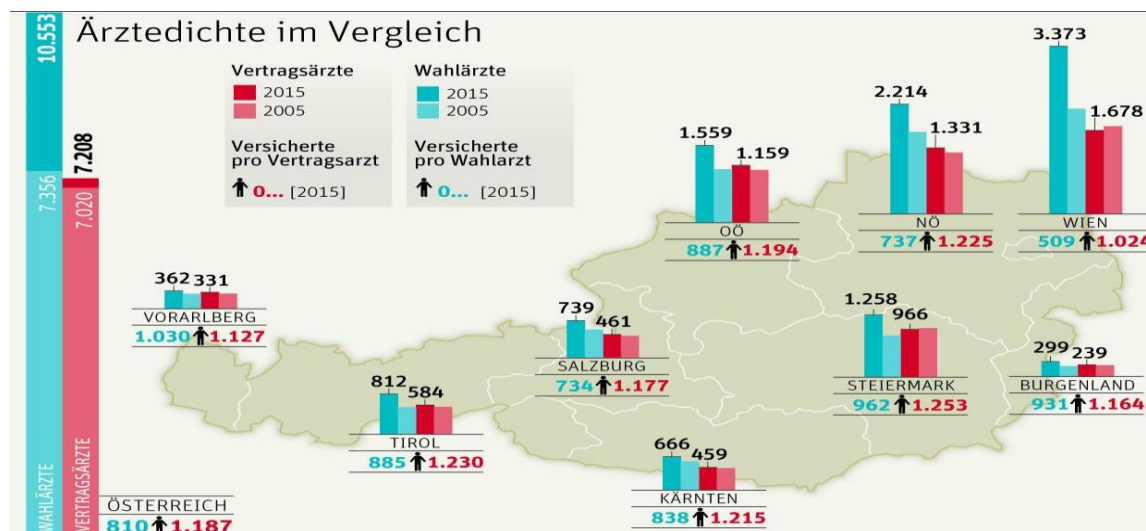 Ärztedichte im Vergleich
10.553
7.356
WAHLÄRZTE
7.208
7.020
VERTRAGSÄRZTE
Vertragsärzte
2015
2005
Versicherte
pro Vertragsarzt
0... [2015]
Wahlärzte
2015
2005
Versicherte
pro Wahlarzt
0... [2015]
1.559 1.159
OÖ
887 1.194
2.214 1.331
NÖ
737 1.225
3.373 1.678
WIEN
509 1.024
362 331
VORARLBERG
1.030 1.127
739 461
SALZBURG
734 1.177
1.258 966
STEIERMARK
962 1.253
299 239
BURGENLAND
931 1.164
812 584
TIROL
885 1.230
666 459
KÄRNTEN
838 1.215
ÖSTERREICH
810 1.187